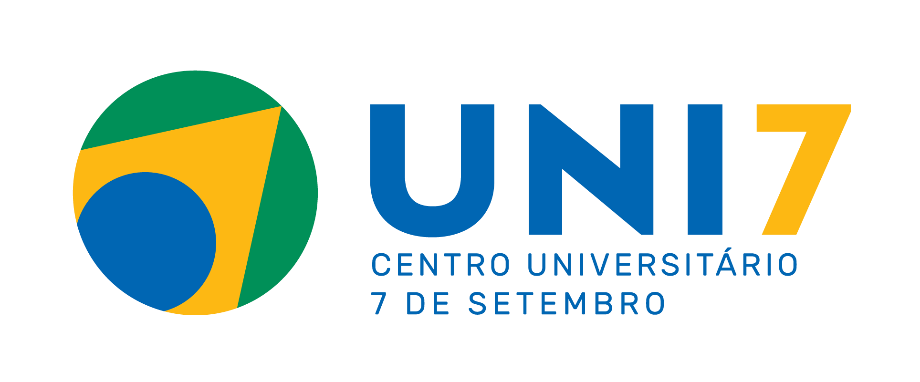 UNI7
CENTRO UNIVERSITÁRIO
7 DE SETEMBRO